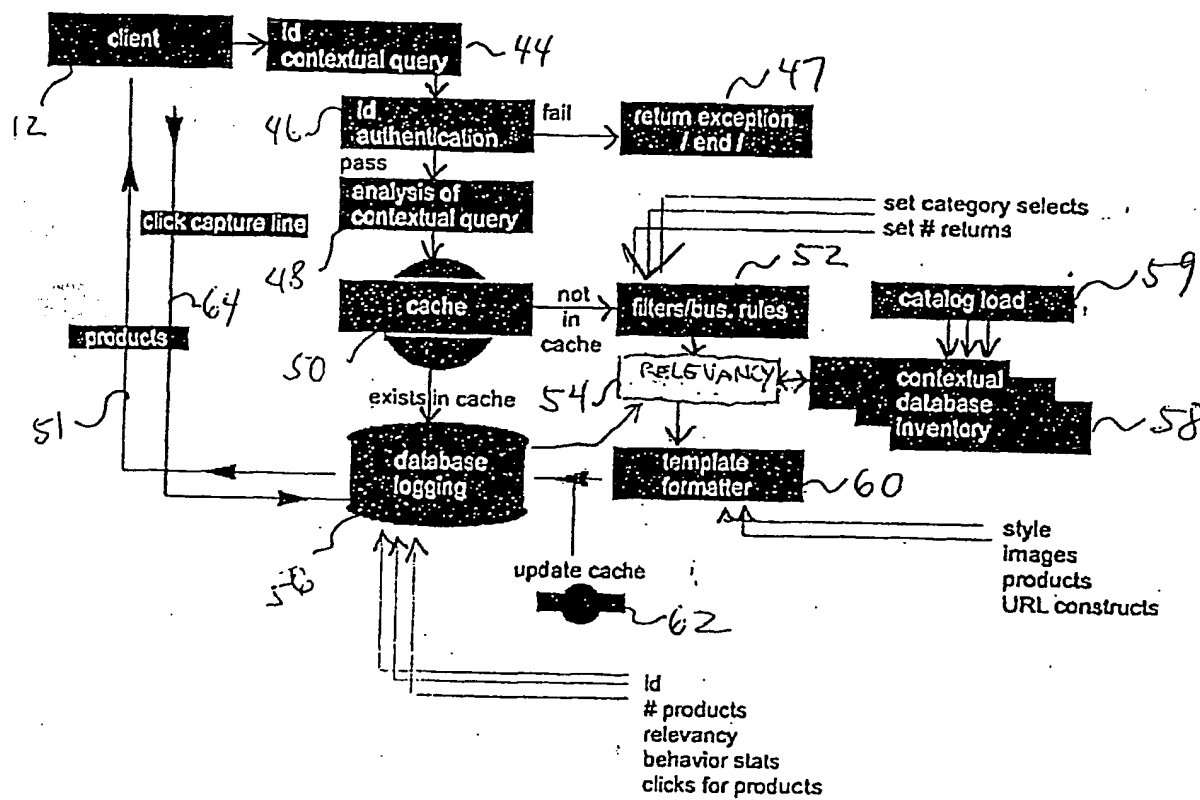 client
Id
contextual query
44
12
46
Id
authentication
fail
47
return exception
/ end /
pass
analysis of
contextual query
48
click capture line
64
products
51
cache
50
not
in
cache
set category selects
set # returns
52
filters/bus. rules
59
catalog load
RELEVANCY
54
contextual
database
inventory
58
exists in cache
database
logging
template
formatter
60
style
images
products
URL constructs
update cache
62
Id
# products
relevancy
behavior stats
clicks for products